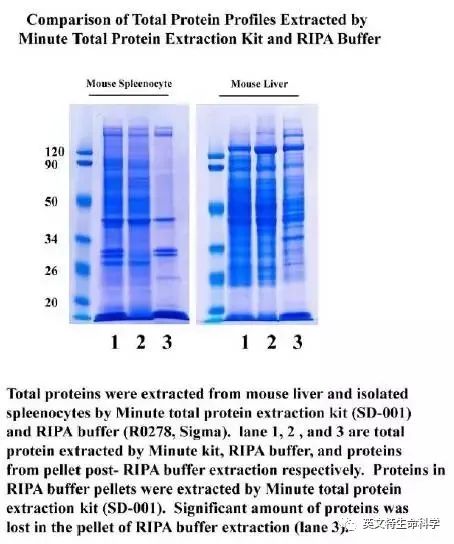 Comparison of Total Protein Profiles Extracted by
Minute Total Protein Extraction Kit and RIPA Buffer
Mouse Spleenocyte
Mouse Liver
120
90
50
34
26
20
1 2 3
1 2 3
Total proteins were extracted from mouse liver and isolated
spleenocytes by Minute total protein extraction kit (SD-001)
and RIPA buffer (R0278, Sigma). lane 1, 2 , and 3 are total
protein extracted by Minute kit, RIPA buffer, and proteins
from pellet post- RIPA buffer extraction respectively. Proteins in
RIPA buffer pellets were extracted by Minute total protein
extraction kit (SD-001). Significant amount of proteins was
lost in the pellet of RIPA buffer extraction (lane 3).
英文特生命科学